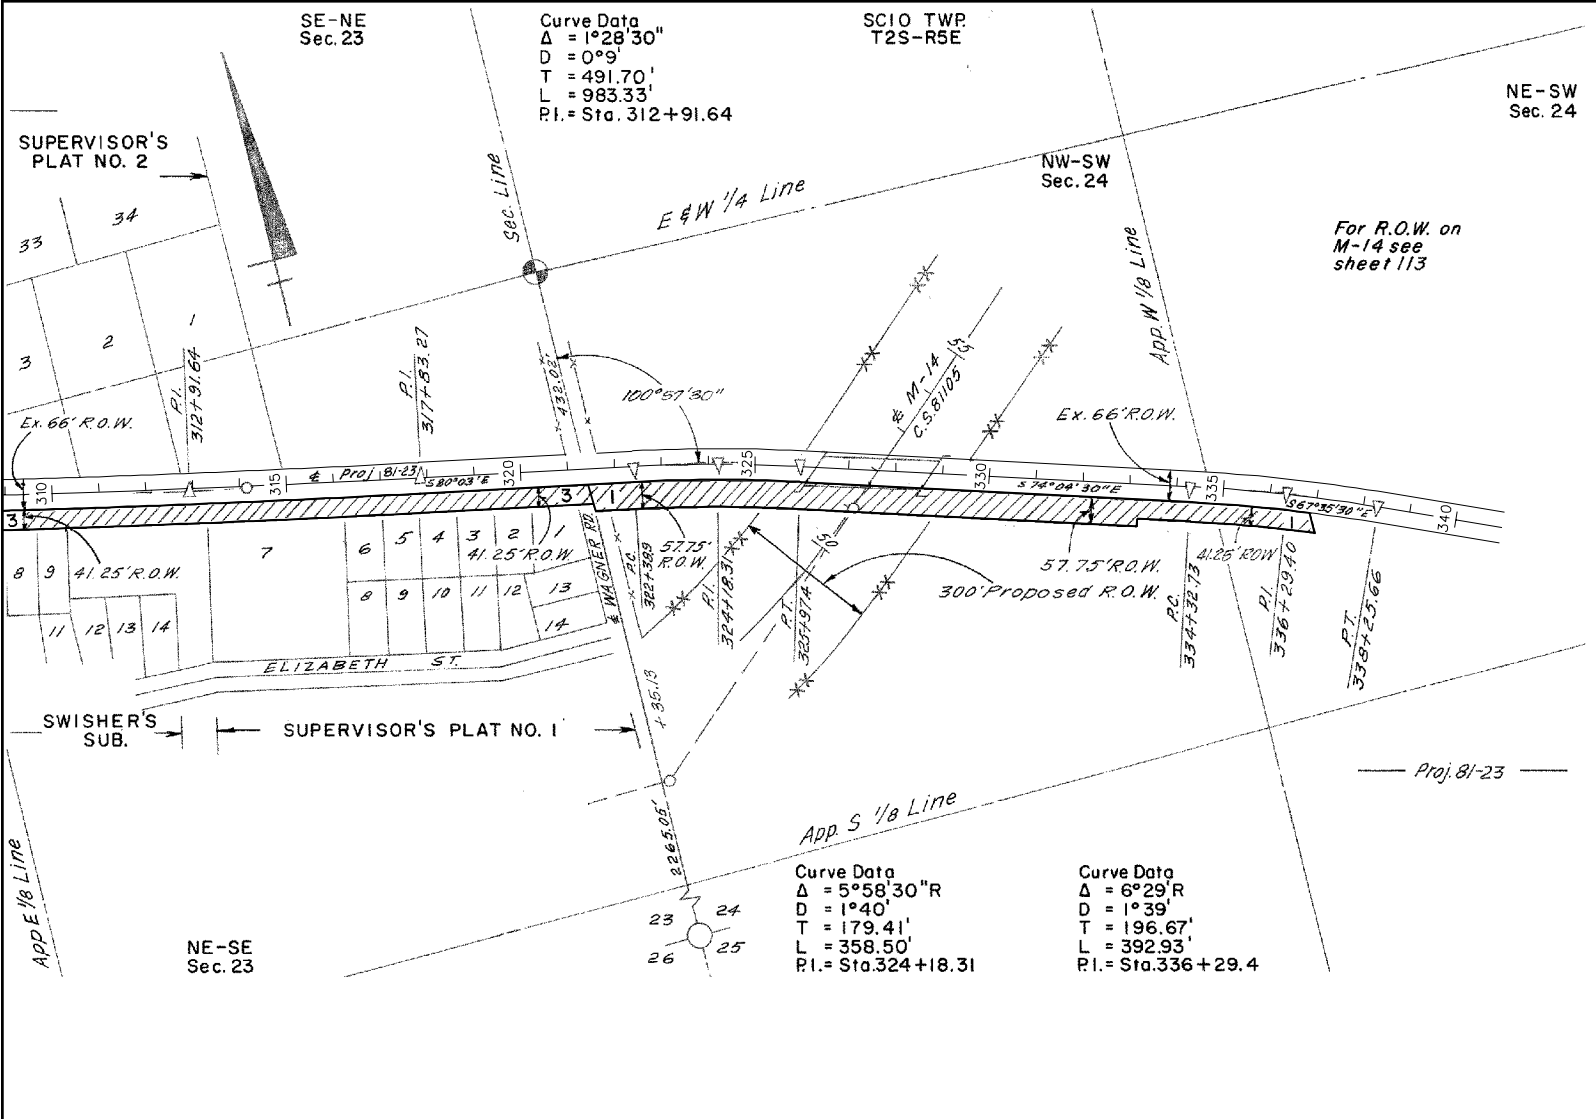 SE-NE
Sec. 23
Curve Data
Δ = 1°28'30"
D = 0°9'
T = 491.70'
L = 983.33'
P.I. = Sta. 312+91.64
SCIO TWP.
T2S-R5E
NE-SW
Sec. 24
SUPERVISOR'S
PLAT NO. 2
NW-SW
Sec. 24
For R.O.W. on
M-14 see
sheet 113
Sec. Line
E & W 1/4 Line
App. W 1/8 Line
33
34
3
2
1
P.I.
312+91.64
P.I.
317+83.27
432.02'
100°57'30"
℄ M-14
C.S. 81105
55
Ex. 66' R.O.W.
Ex. 66' R.O.W.
310
315
℄ Proj 81-23
S80°03'E
320
325
330
S 74°04'30"E
335
S67°35'30"E
340
3
3
1
1
8
9
41.25' R.O.W.
7
6
5
4
3
2
1
41.25' R.O.W.
8
9
10
11
12
13
14
11
12
13
14
ELIZABETH ST.
℄ WAGNER RD.
P.C.
322+38.9
57.75'
R.O.W.
P.I.
324+18.31
P.T.
325+97.4
50
300' Proposed R.O.W.
57.75' R.O.W.
41.25' ROW
P.C.
334+32.73
P.I.
336+29.40
P.T.
338+25.66
SWISHER'S
SUB.
SUPERVISOR'S PLAT NO. 1
+35.13
2265.05'
Proj. 81-23
App. S 1/8 Line
App E 1/8 Line
NE-SE
Sec. 23
23
24
26
25
Curve Data
Δ = 5°58'30"R
D = 1°40'
T = 179.41'
L = 358.50'
P.I. = Sta. 324+18.31
Curve Data
Δ = 6°29'R
D = 1°39'
T = 196.67'
L = 392.93'
P.I. = Sta. 336+29.4